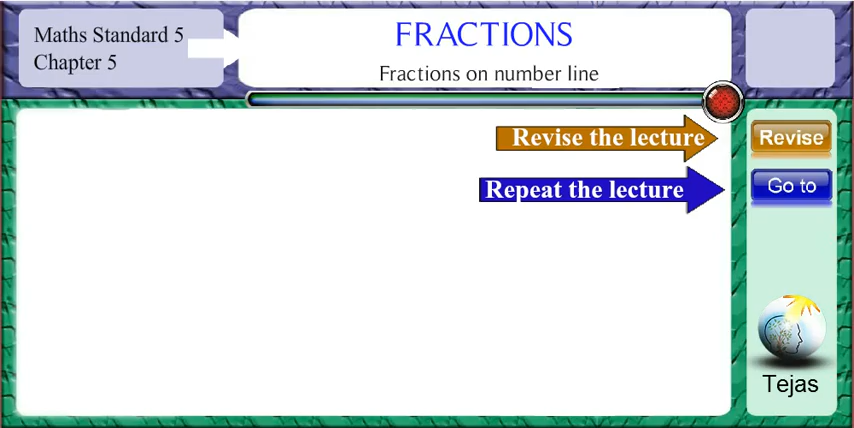 Maths Standard 5
Chapter 5
FRACTIONS
Fractions on number line
Revise the lecture
Revise
Repeat the lecture
Go to
Tejas